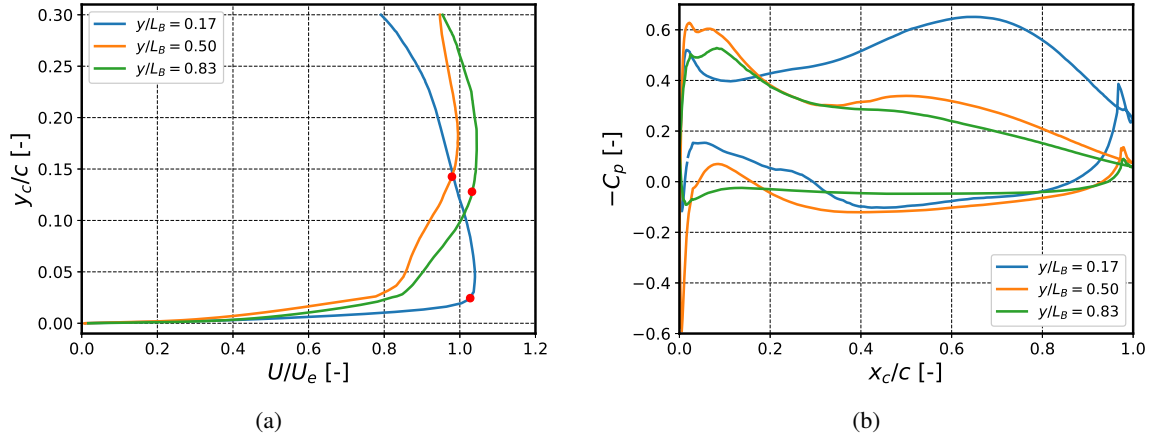 y/L_B = 0.17
y/L_B = 0.50
y/L_B = 0.83
0.30
0.25
0.20
0.15
0.10
0.05
0.00
y_c/c [-]
0.0 0.2 0.4 0.6 0.8 1.0 1.2
U/U_e [-]
(a)
0.6
0.4
0.2
0.0
−0.2
−0.4
−0.6
−C_p [-]
y/L_B = 0.17
y/L_B = 0.50
y/L_B = 0.83
0.0 0.2 0.4 0.6 0.8 1.0
x_c/c [-]
(b)